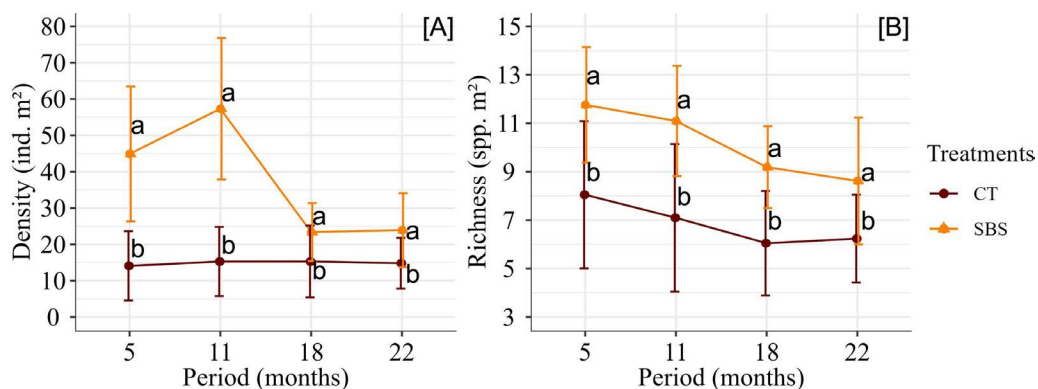 [A]
Density (ind. m²)
80
70
60
50
40
30
20
10
0
a
a
a
a
b
b
b
b
5 11 18 22
Period (months)
[B]
Richness (spp. m²)
15
13
11
9
7
5
3
a
a
a
a
b
b
b
b
5 11 18 22
Period (months)
Treatments
CT
SBS